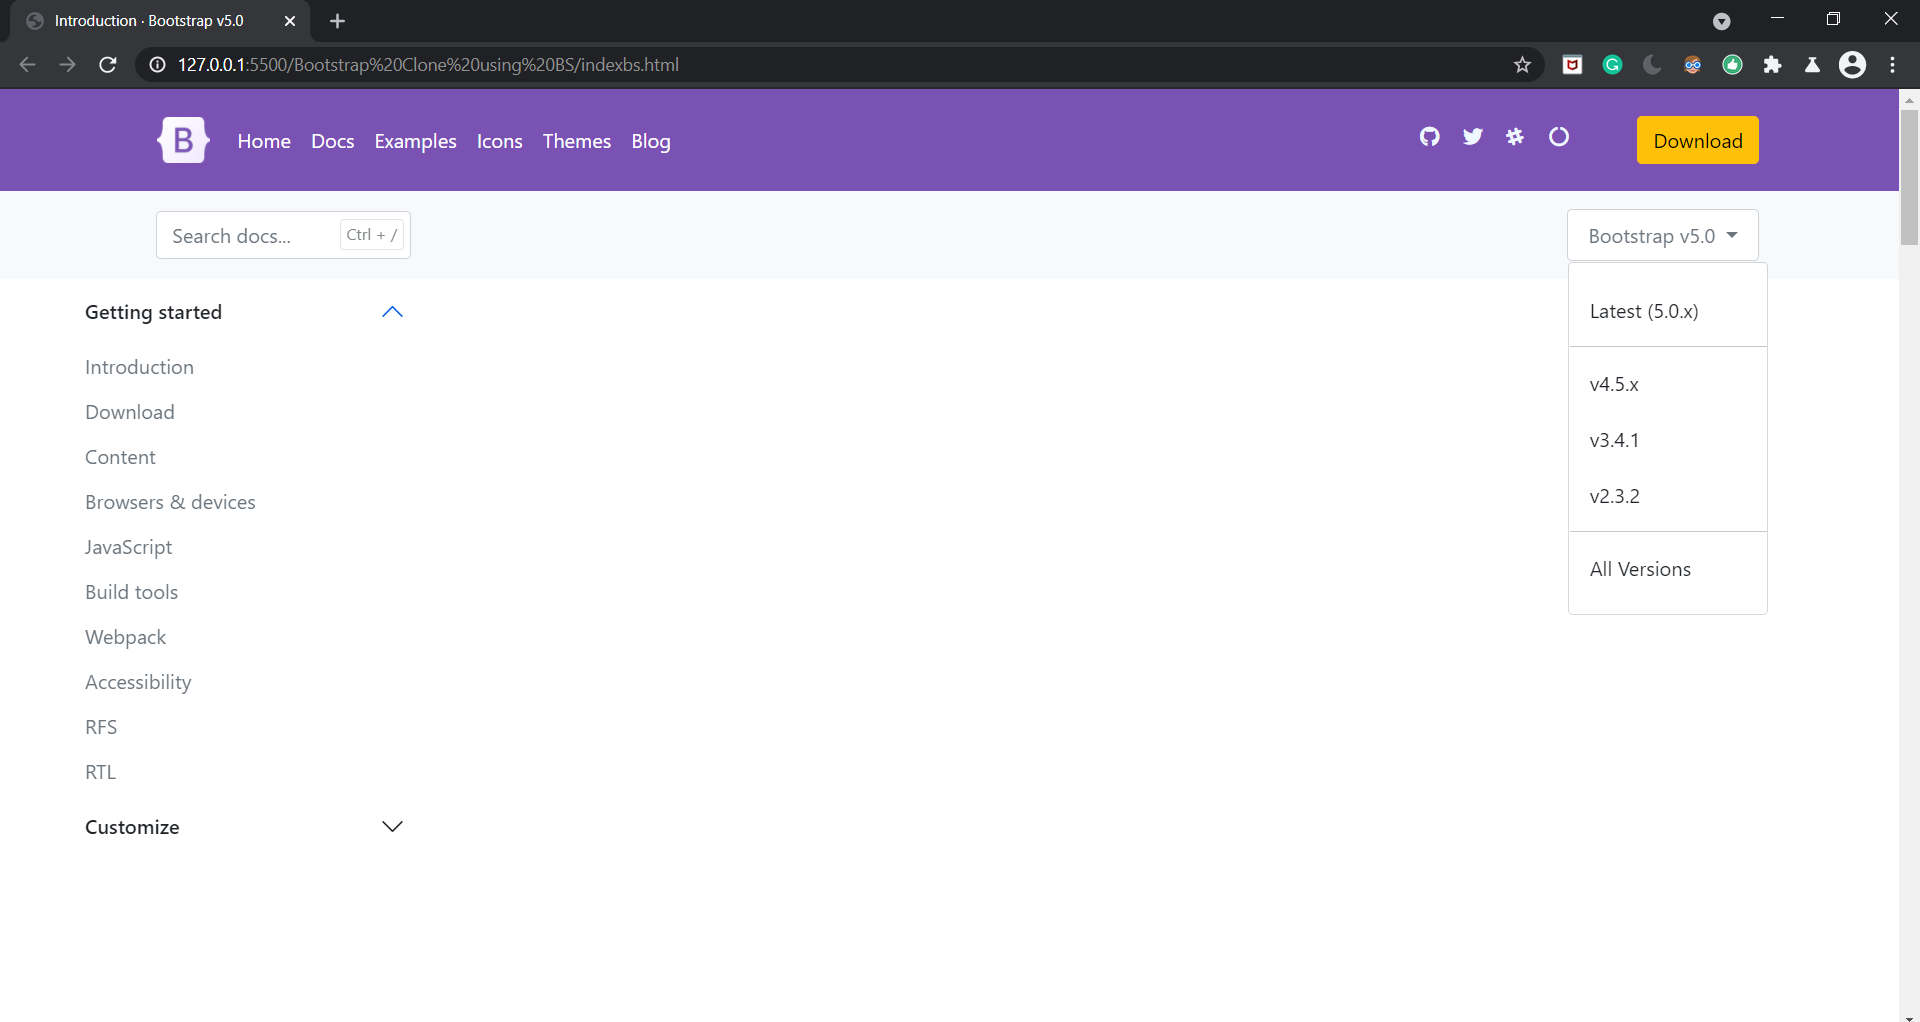 Introduction · Bootstrap v5.0
127.0.0.1:5500/Bootstrap%20Clone%20using%20BS/indexbs.html
B Home Docs Examples Icons Themes Blog Download
Search docs... Ctrl + / Bootstrap v5.0
Getting started
Introduction
Download
Content
Browsers & devices
JavaScript
Build tools
Webpack
Accessibility
RFS
RTL
Customize
Latest (5.0.x)
v4.5.x
v3.4.1
v2.3.2
All Versions